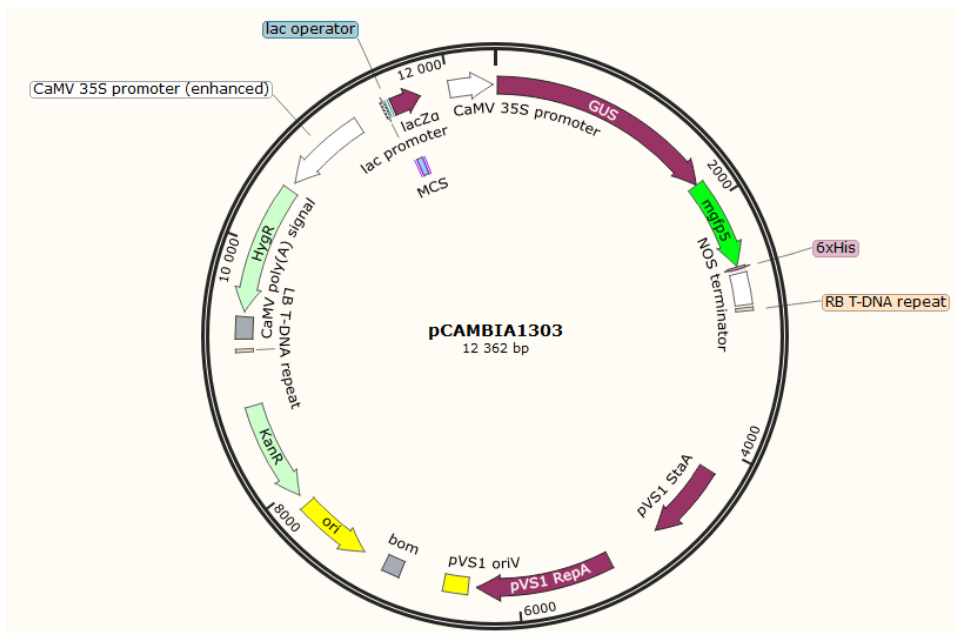 lac operator
12 000
CaMV 35S promoter (enhanced)
lacZα
lac promoter
MCS
CaMV 35S promoter
GUS
2000
mgfp5
6xHis
NOS terminator
RB T-DNA repeat
HygR
10 000
CaMV poly(A) signal
LB T-DNA repeat
pCAMBIA1303
12 362 bp
4000
pVS1 StaA
KanR
8000
ori
bom
pVS1 oriV
pVS1 RepA
6000